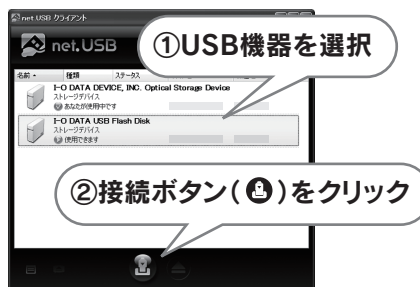 net.USB クライアント
net.USB
①USB機器を選択
名前 種類 ステータス
I-O DATA DEVICE, INC. Optical Storage Device
ストレージデバイス
あなたが使用中です
I-O DATA USB Flash Disk
ストレージデバイス
使用できます
②接続ボタン( )をクリック